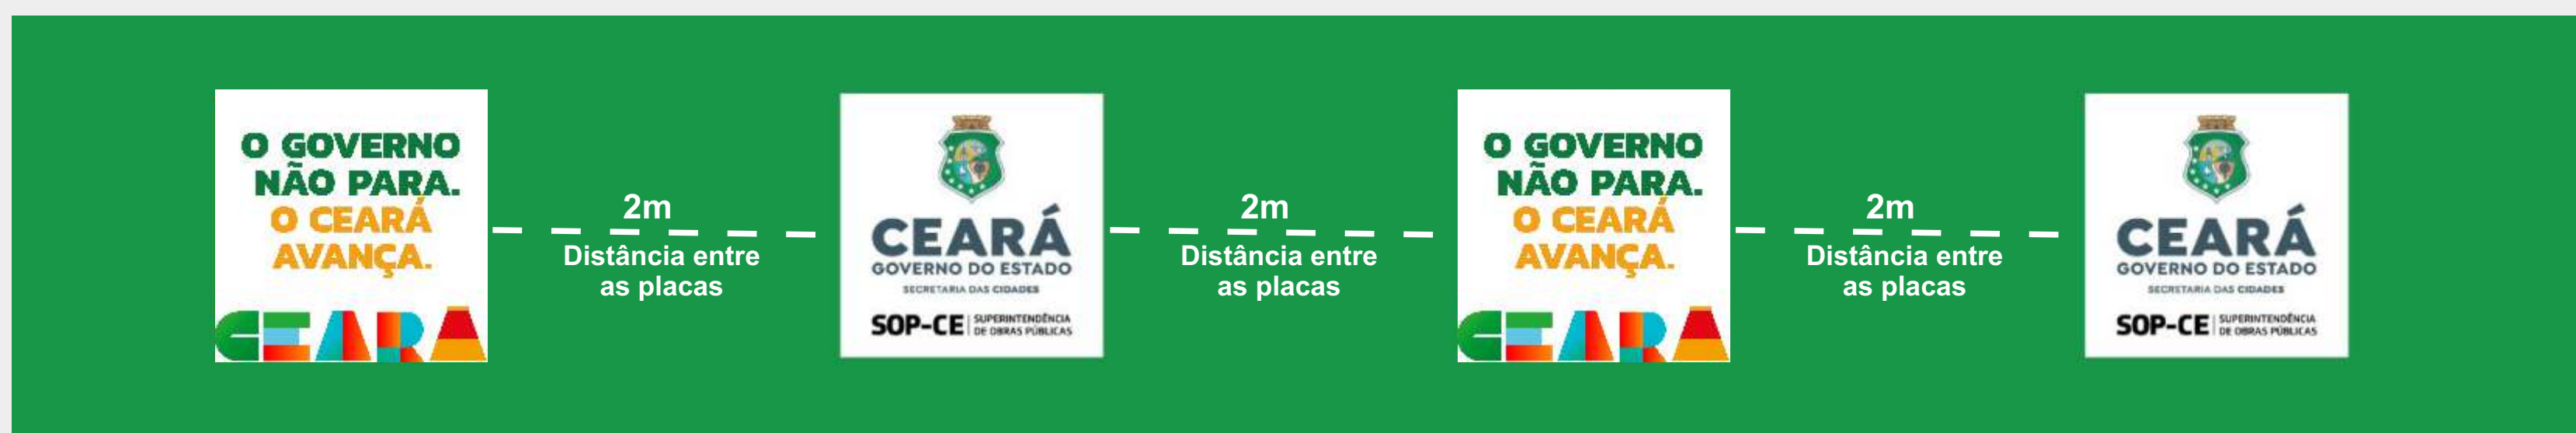 O GOVERNO
NÃO PARA.
O CEARÁ
AVANÇA.
CEARÁ
2m
Distância entre
as placas
CEARÁ
GOVERNO DO ESTADO
SECRETARIA DAS CIDADES
SOP-CE SUPERINTENDÊNCIA
DE OBRAS PÚBLICAS
2m
Distância entre
as placas
O GOVERNO
NÃO PARA.
O CEARÁ
AVANÇA.
CEARÁ
2m
Distância entre
as placas
CEARÁ
GOVERNO DO ESTADO
SECRETARIA DAS CIDADES
SOP-CE SUPERINTENDÊNCIA
DE OBRAS PÚBLICAS